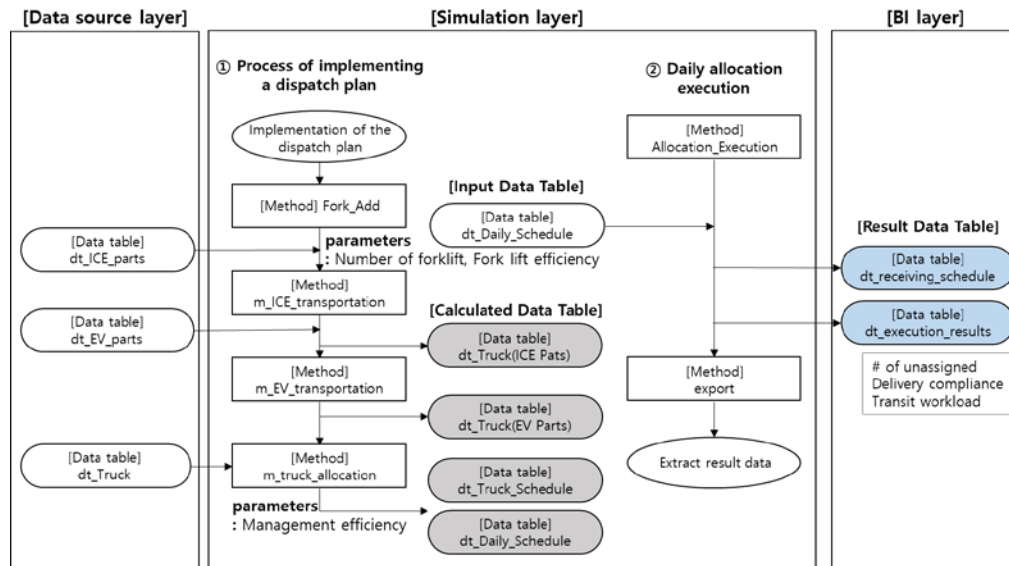 [Data source layer]
[Simulation layer]
[BI layer]
① Process of implementing
a dispatch plan
Implementation of the
dispatch plan
[Method] Fork_Add
parameters
: Number of forklift, Fork lift efficiency
[Data table]
dt_ICE_parts
[Method]
m_ICE_transportation
[Data table]
dt_EV_parts
[Calculated Data Table]
[Data table]
dt_Truck(ICE Pats)
[Method]
m_EV_transportation
[Data table]
dt_Truck(EV Parts)
[Data table]
dt_Truck
[Method]
m_truck_allocation
[Data table]
dt_Truck_Schedule
parameters
: Management efficiency
[Data table]
dt_Daily_Schedule
② Daily allocation
execution
[Method]
Allocation_Execution
[Input Data Table]
[Data table]
dt_Daily_Schedule
[Method]
export
Extract result data
[Result Data Table]
[Data table]
dt_receiving_schedule
[Data table]
dt_execution_results
# of unassigned
Delivery compliance
Transit workload